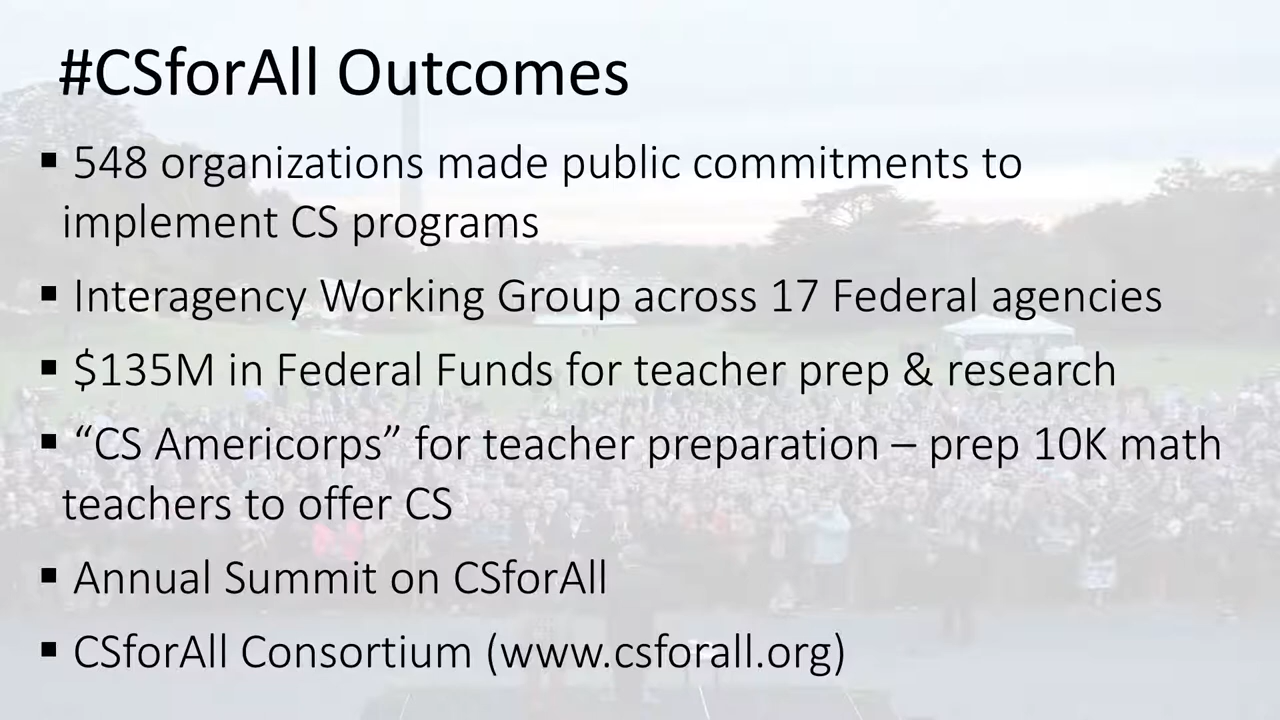 #CSforAll Outcomes
▪ 548 organizations made public commitments to
implement CS programs
▪ Interagency Working Group across 17 Federal agencies
▪ $135M in Federal Funds for teacher prep & research
▪ “CS Americorps” for teacher preparation – prep 10K math
teachers to offer CS
▪ Annual Summit on CSforAll
▪ CSforAll Consortium (www.csforall.org)